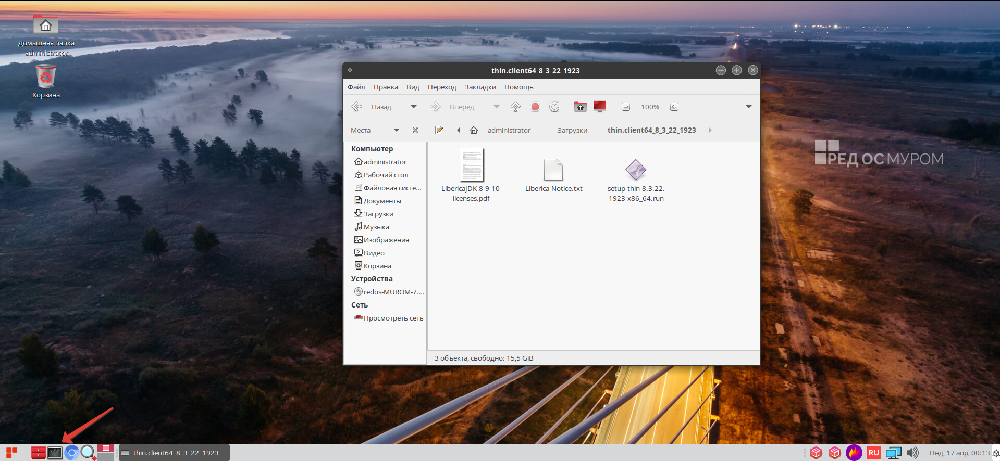 Домашняя папка
administrator
Корзина
thin.client64_8_3_22_1923
Файл Правка Вид Переход Закладки Помощь
Назад Вперёд 100%
Места administrator Загрузки thin.client64_8_3_22_1923
Компьютер
administrator
Рабочий стол
Файловая систе...
Документы
Загрузки
Музыка
Изображения
Видео
Корзина
Устройства
redos-MUROM-7....
Сеть
Просмотреть сеть
LibericaJDK-8-9-10-
licenses.pdf
Liberica-Notice.txt
setup-thin-8.3.22.
1923-x86_64.run
3 объекта, свободно: 15,5 GiB
РЕД ОС МУРОМ
thin.client64_8_3_22_1923
RU
Пнд, 17 апр, 00:13